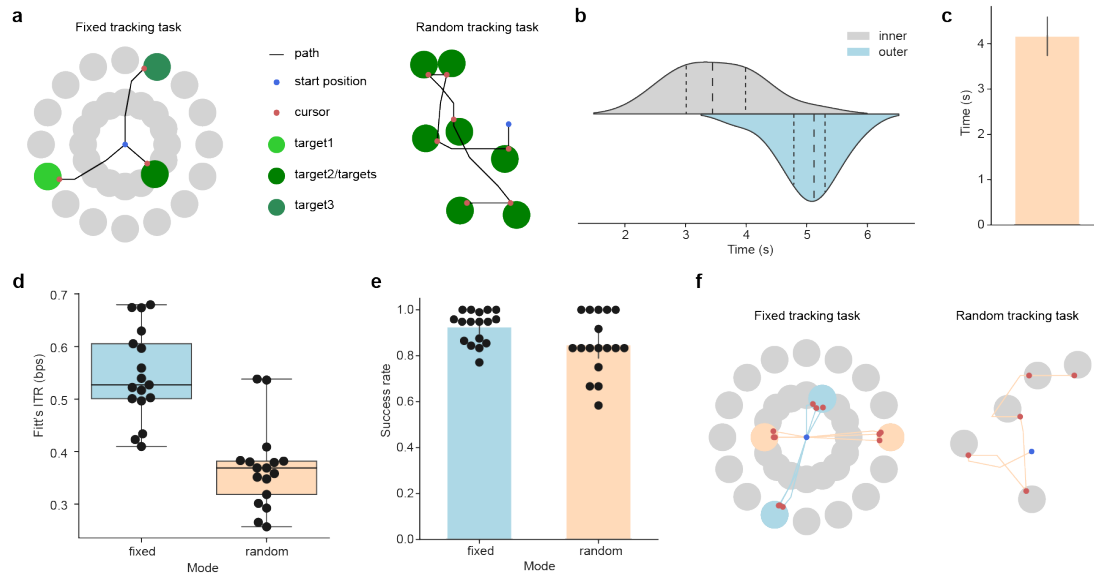 a
Fixed tracking task
path
start position
cursor
target1
target2/targets
target3
Random tracking task
b
inner
outer
2 3 4 5 6
Time (s)
c
Time (s)
4
3
2
1
0
d
Fitt's ITR (bps)
0.7
0.6
0.5
0.4
0.3
fixed random
Mode
e
Success rate
1.0
0.8
0.6
0.4
0.2
0.0
fixed random
Mode
f
Fixed tracking task
Random tracking task